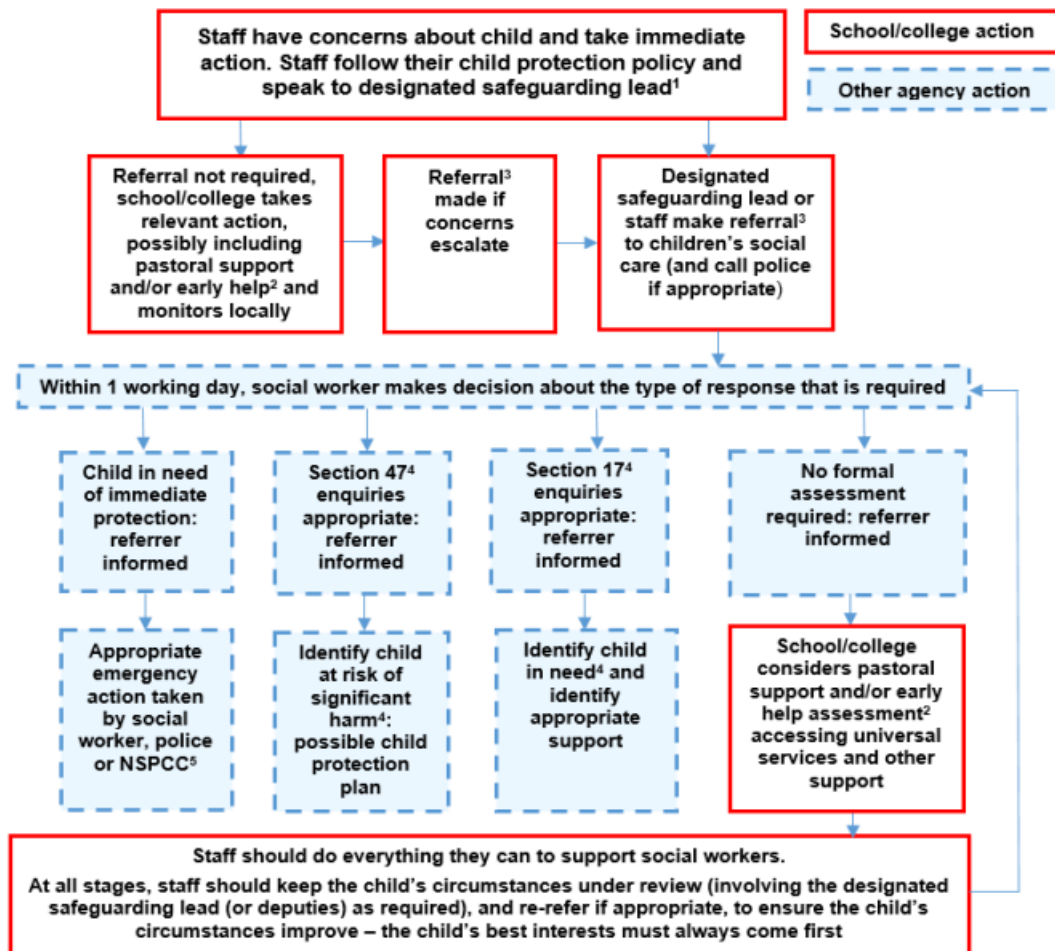 Staff have concerns about child and take immediate
action. Staff follow their child protection policy and
speak to designated safeguarding lead¹
School/college action
Other agency action
Referral not required,
school/college takes
relevant action,
possibly including
pastoral support
and/or early help² and
monitors locally
Referral³
made if
concerns
escalate
Designated
safeguarding lead or
staff make referral³
to children's social
care (and call police
if appropriate)
Within 1 working day, social worker makes decision about the type of response that is required
Child in need
of immediate
protection:
referrer
informed
Section 47⁴
enquiries
appropriate:
referrer
informed
Section 17⁴
enquiries
appropriate:
referrer
informed
No formal
assessment
required: referrer
informed
Appropriate
emergency
action taken
by social
worker, police
or NSPCC⁵
Identify child
at risk of
significant
harm⁴:
possible child
protection
plan
Identify child
in need⁴ and
identify
appropriate
support
School/college
considers pastoral
support and/or early
help assessment²
accessing universal
services and other
support
Staff should do everything they can to support social workers.
At all stages, staff should keep the child's circumstances under review (involving the designated
safeguarding lead (or deputies) as required), and re-refer if appropriate, to ensure the child's
circumstances improve – the child's best interests must always come first